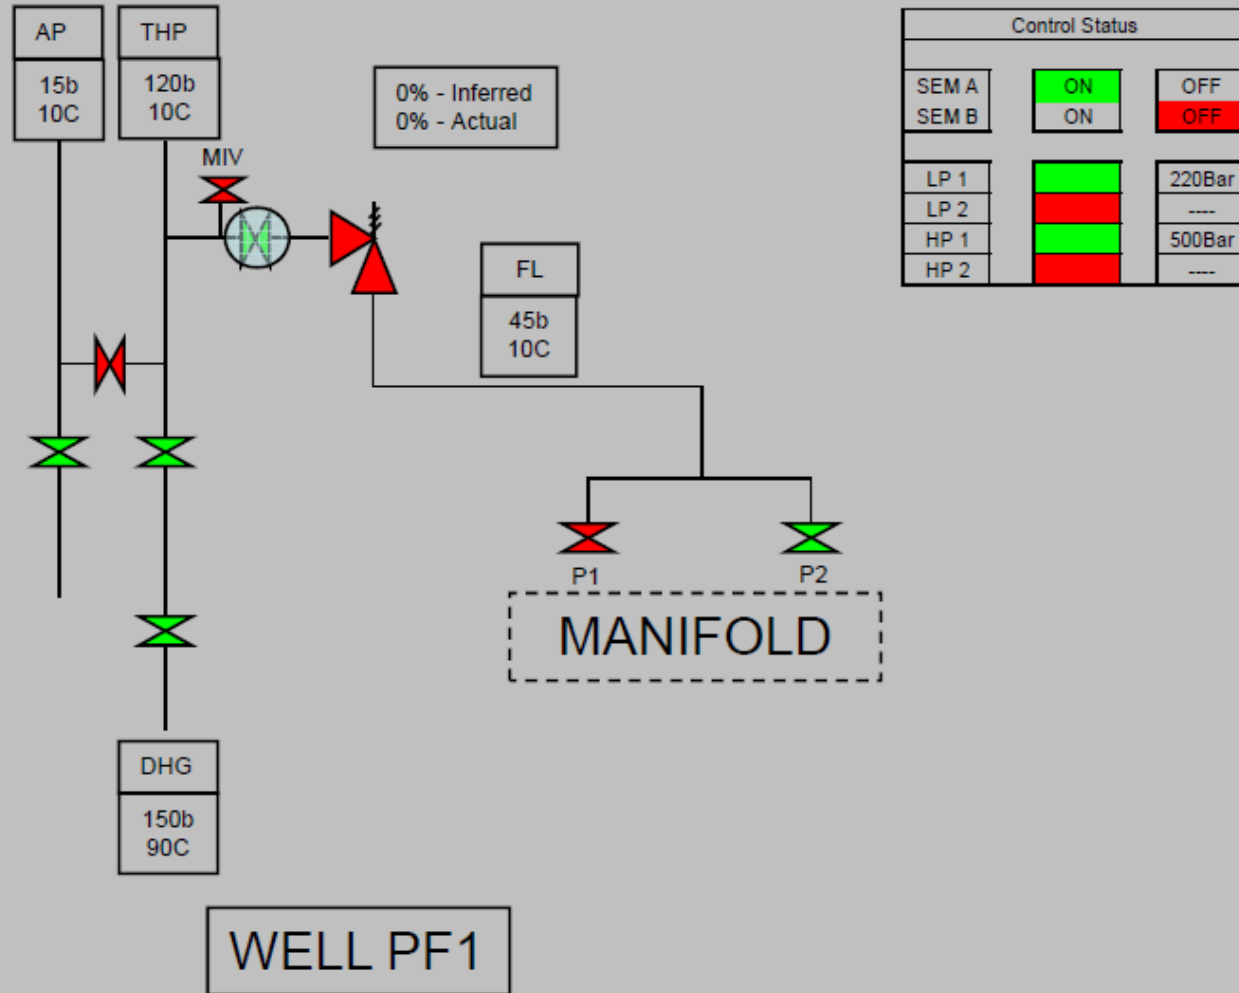 AP
15b
10C
THP
120b
10C
0% - Inferred
0% - Actual
MIV
FL
45b
10C
P1
P2
MANIFOLD
DHG
150b
90C
WELL PF1
Control Status
SEM A ON OFF
SEM B ON OFF
LP 1 220Bar
LP 2 ----
HP 1 500Bar
HP 2 ----